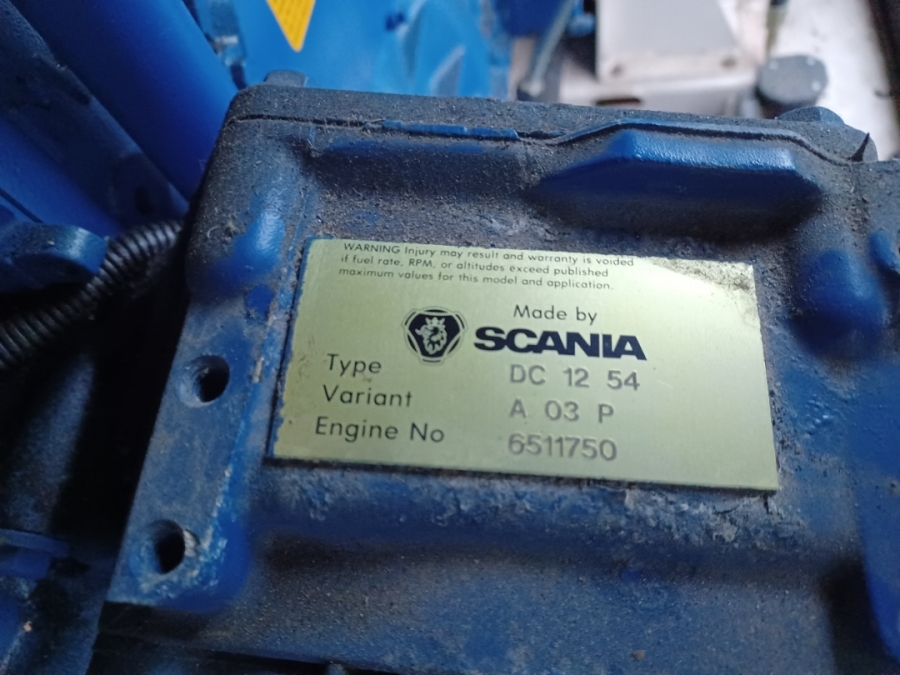 WARNING Injury may result and warranty is voided
if fuel rate, RPM, or altitudes exceed published
maximum values for this model and application.
Made by
SCANIA
Type DC 12 54
Variant A 03 P
Engine No 6511750